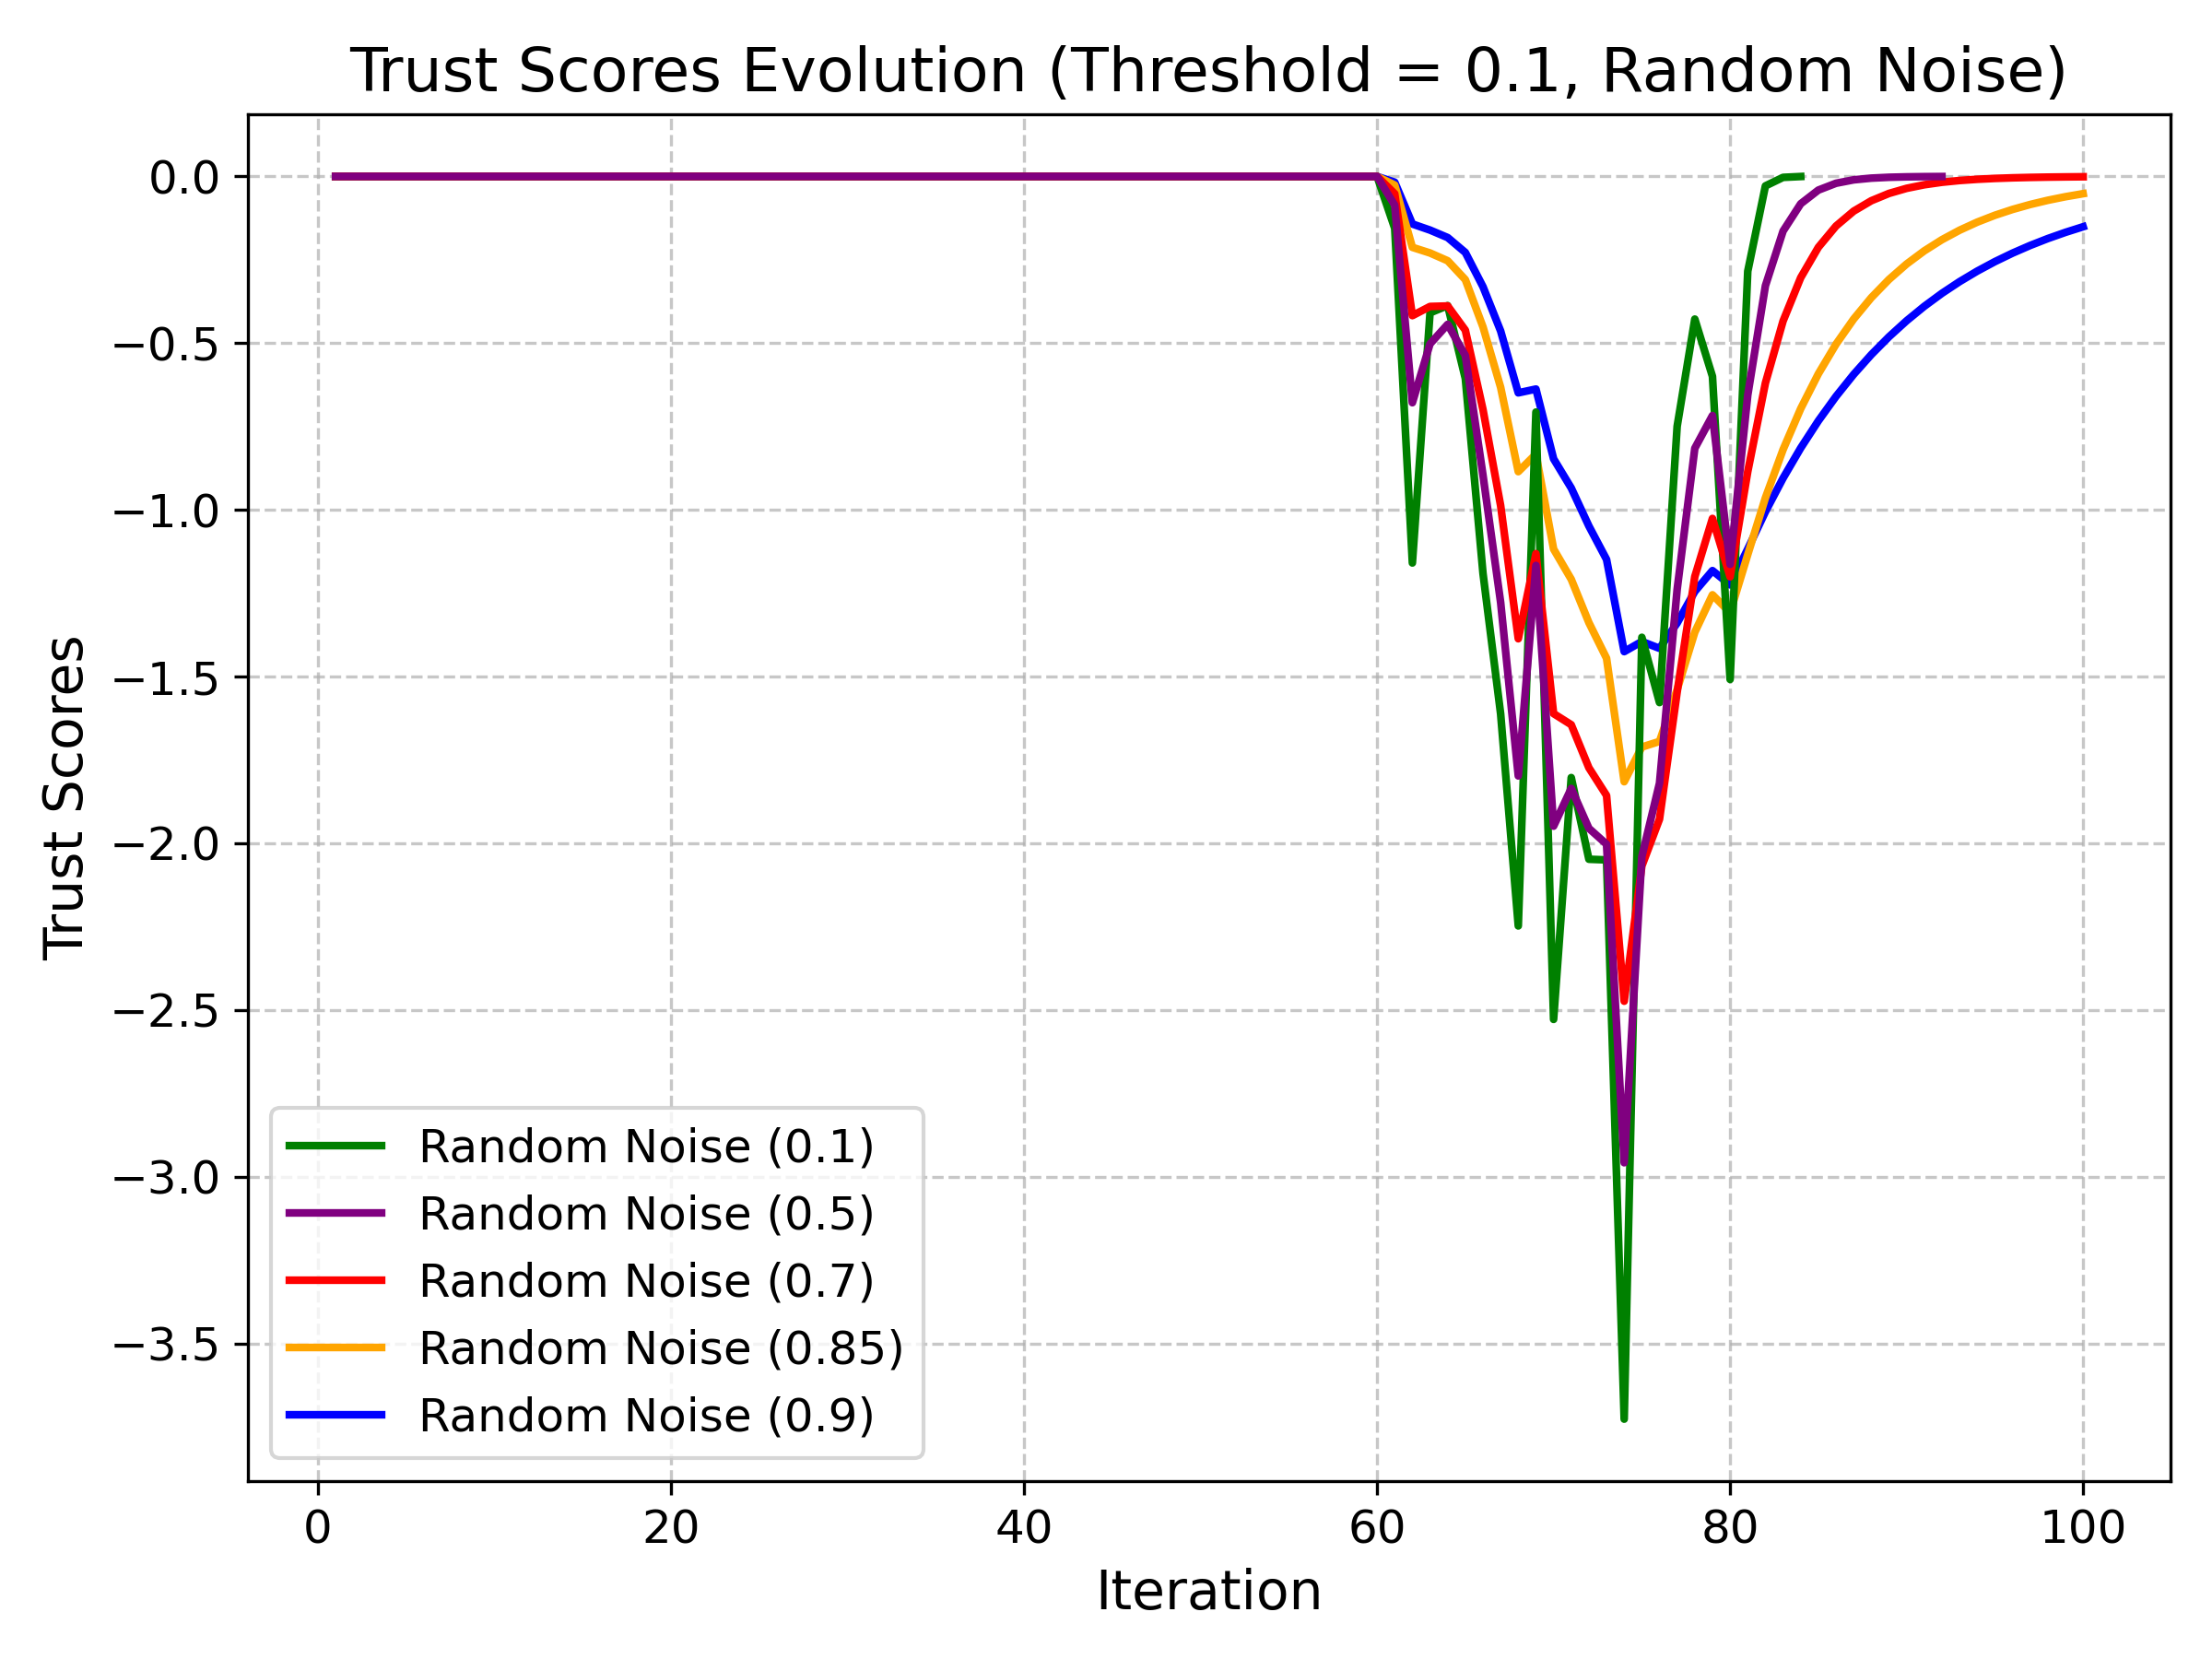 Trust Scores Evolution (Threshold = 0.1, Random Noise)
Trust Scores
0.0
−0.5
−1.0
−1.5
−2.0
−2.5
−3.0
−3.5
Random Noise (0.1)
Random Noise (0.5)
Random Noise (0.7)
Random Noise (0.85)
Random Noise (0.9)
0 20 40 60 80 100
Iteration